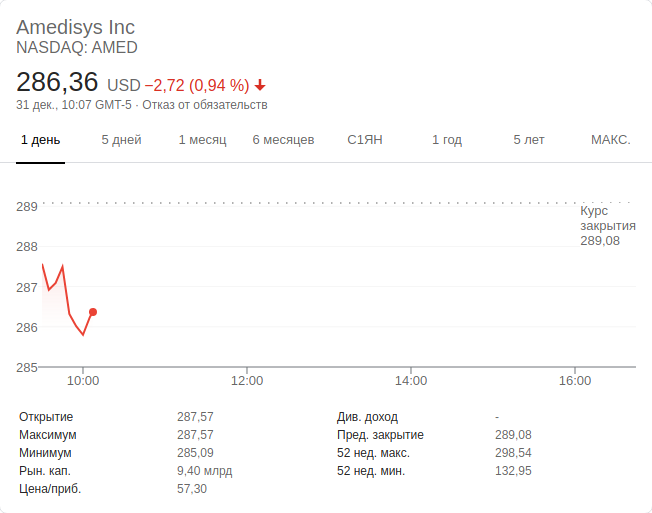 Amedisys Inc
NASDAQ: AMED
286,36 USD −2,72 (0,94 %)
31 дек., 10:07 GMT-5 · Отказ от обязательств
1 день 5 дней 1 месяц 6 месяцев С1ЯН 1 год 5 лет МАКС.
289
Курс
закрытия
289,08
288
287
286
285
10:00 12:00 14:00 16:00
Открытие 287,57 Див. доход -
Максимум 287,57 Пред. закрытие 289,08
Минимум 285,09 52 нед. макс. 298,54
Рын. кап. 9,40 млрд 52 нед. мин. 132,95
Цена/приб. 57,30